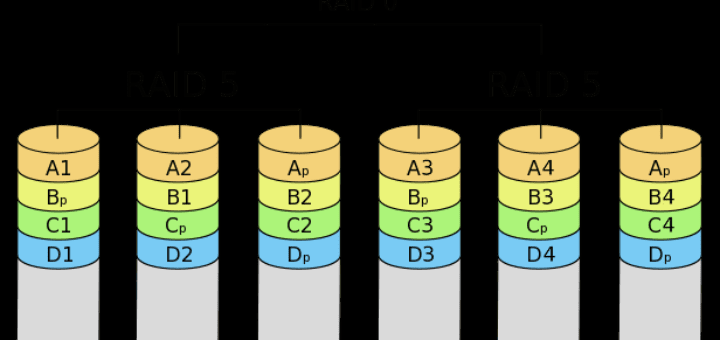 RAID 0
RAID 5 RAID 5
A1 A2 Ap A3 A4 Ap
Bp B1 B2 Bp B3 B4
C1 Cp C2 C3 Cp C4
D1 D2 Dp D3 D4 Dp